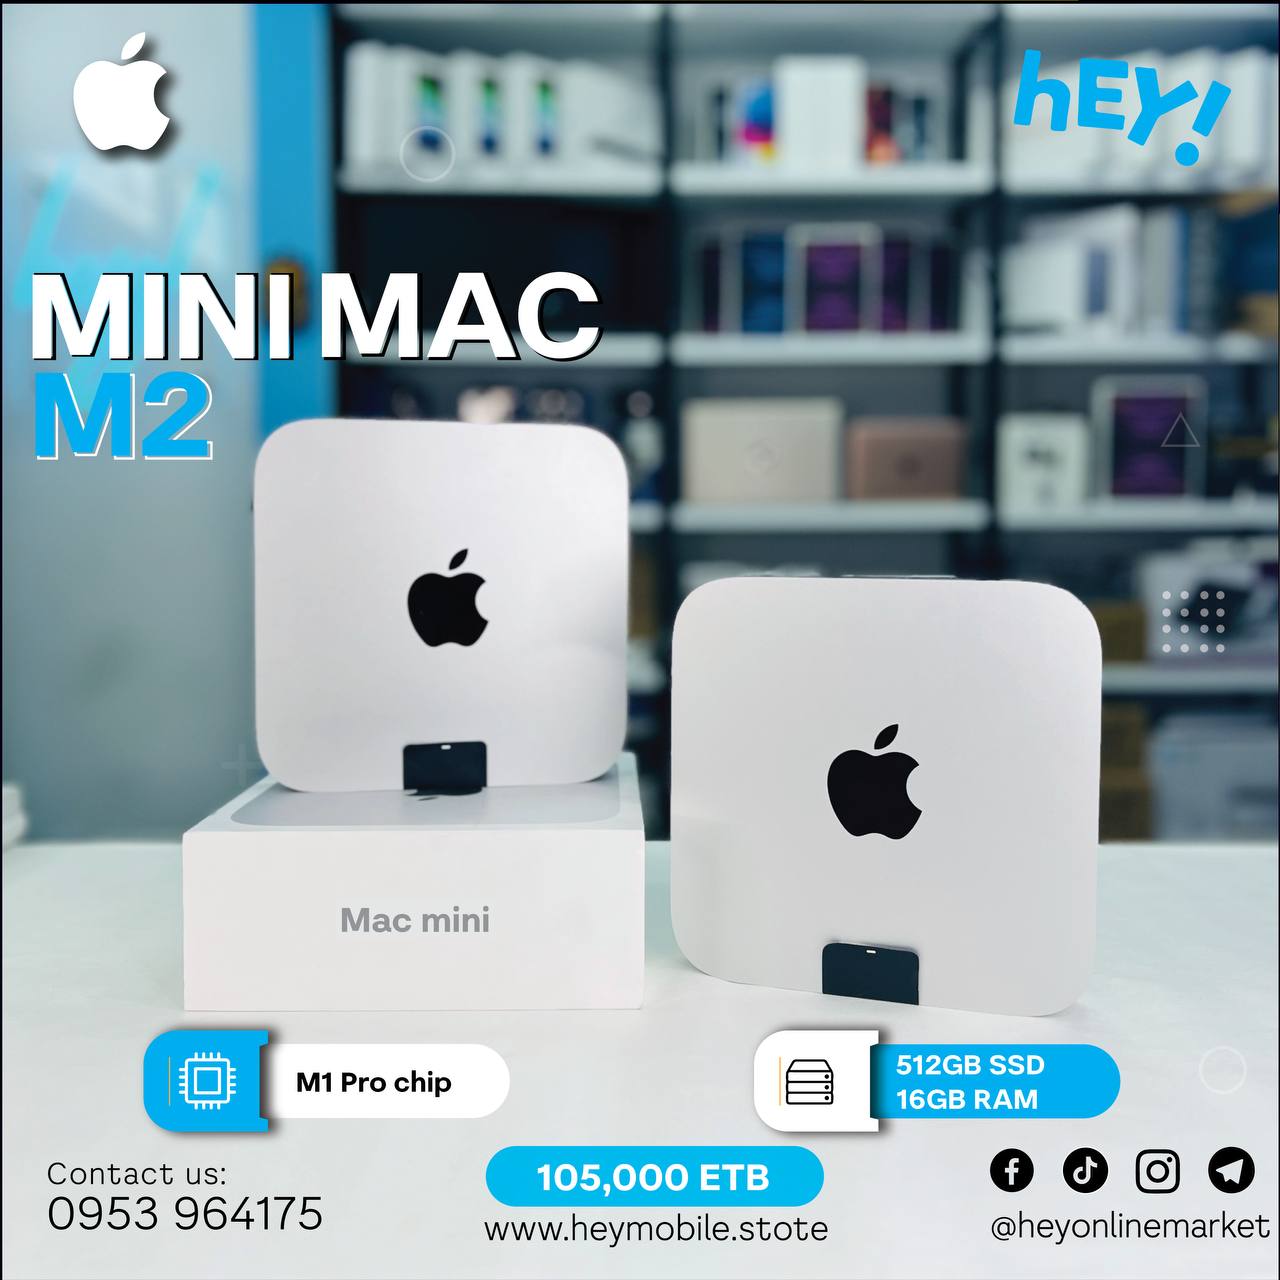 hEY!
MINI MAC
M2
Mac mini
M1 Pro chip
512GB SSD
16GB RAM
Contact us:
0953 964175
105,000 ETB
www.heymobile.stote
@heyonlinemarket